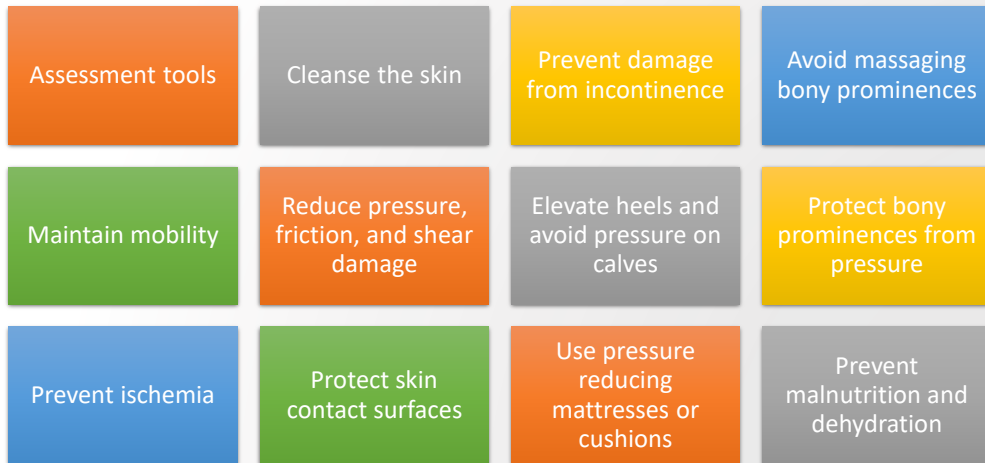 Assessment tools
Cleanse the skin
Prevent damage
from incontinence
Avoid massaging
bony prominences
Maintain mobility
Reduce pressure,
friction, and shear
damage
Elevate heels and
avoid pressure on
calves
Protect bony
prominences from
pressure
Prevent ischemia
Protect skin
contact surfaces
Use pressure
reducing
mattresses or
cushions
Prevent
malnutrition and
dehydration